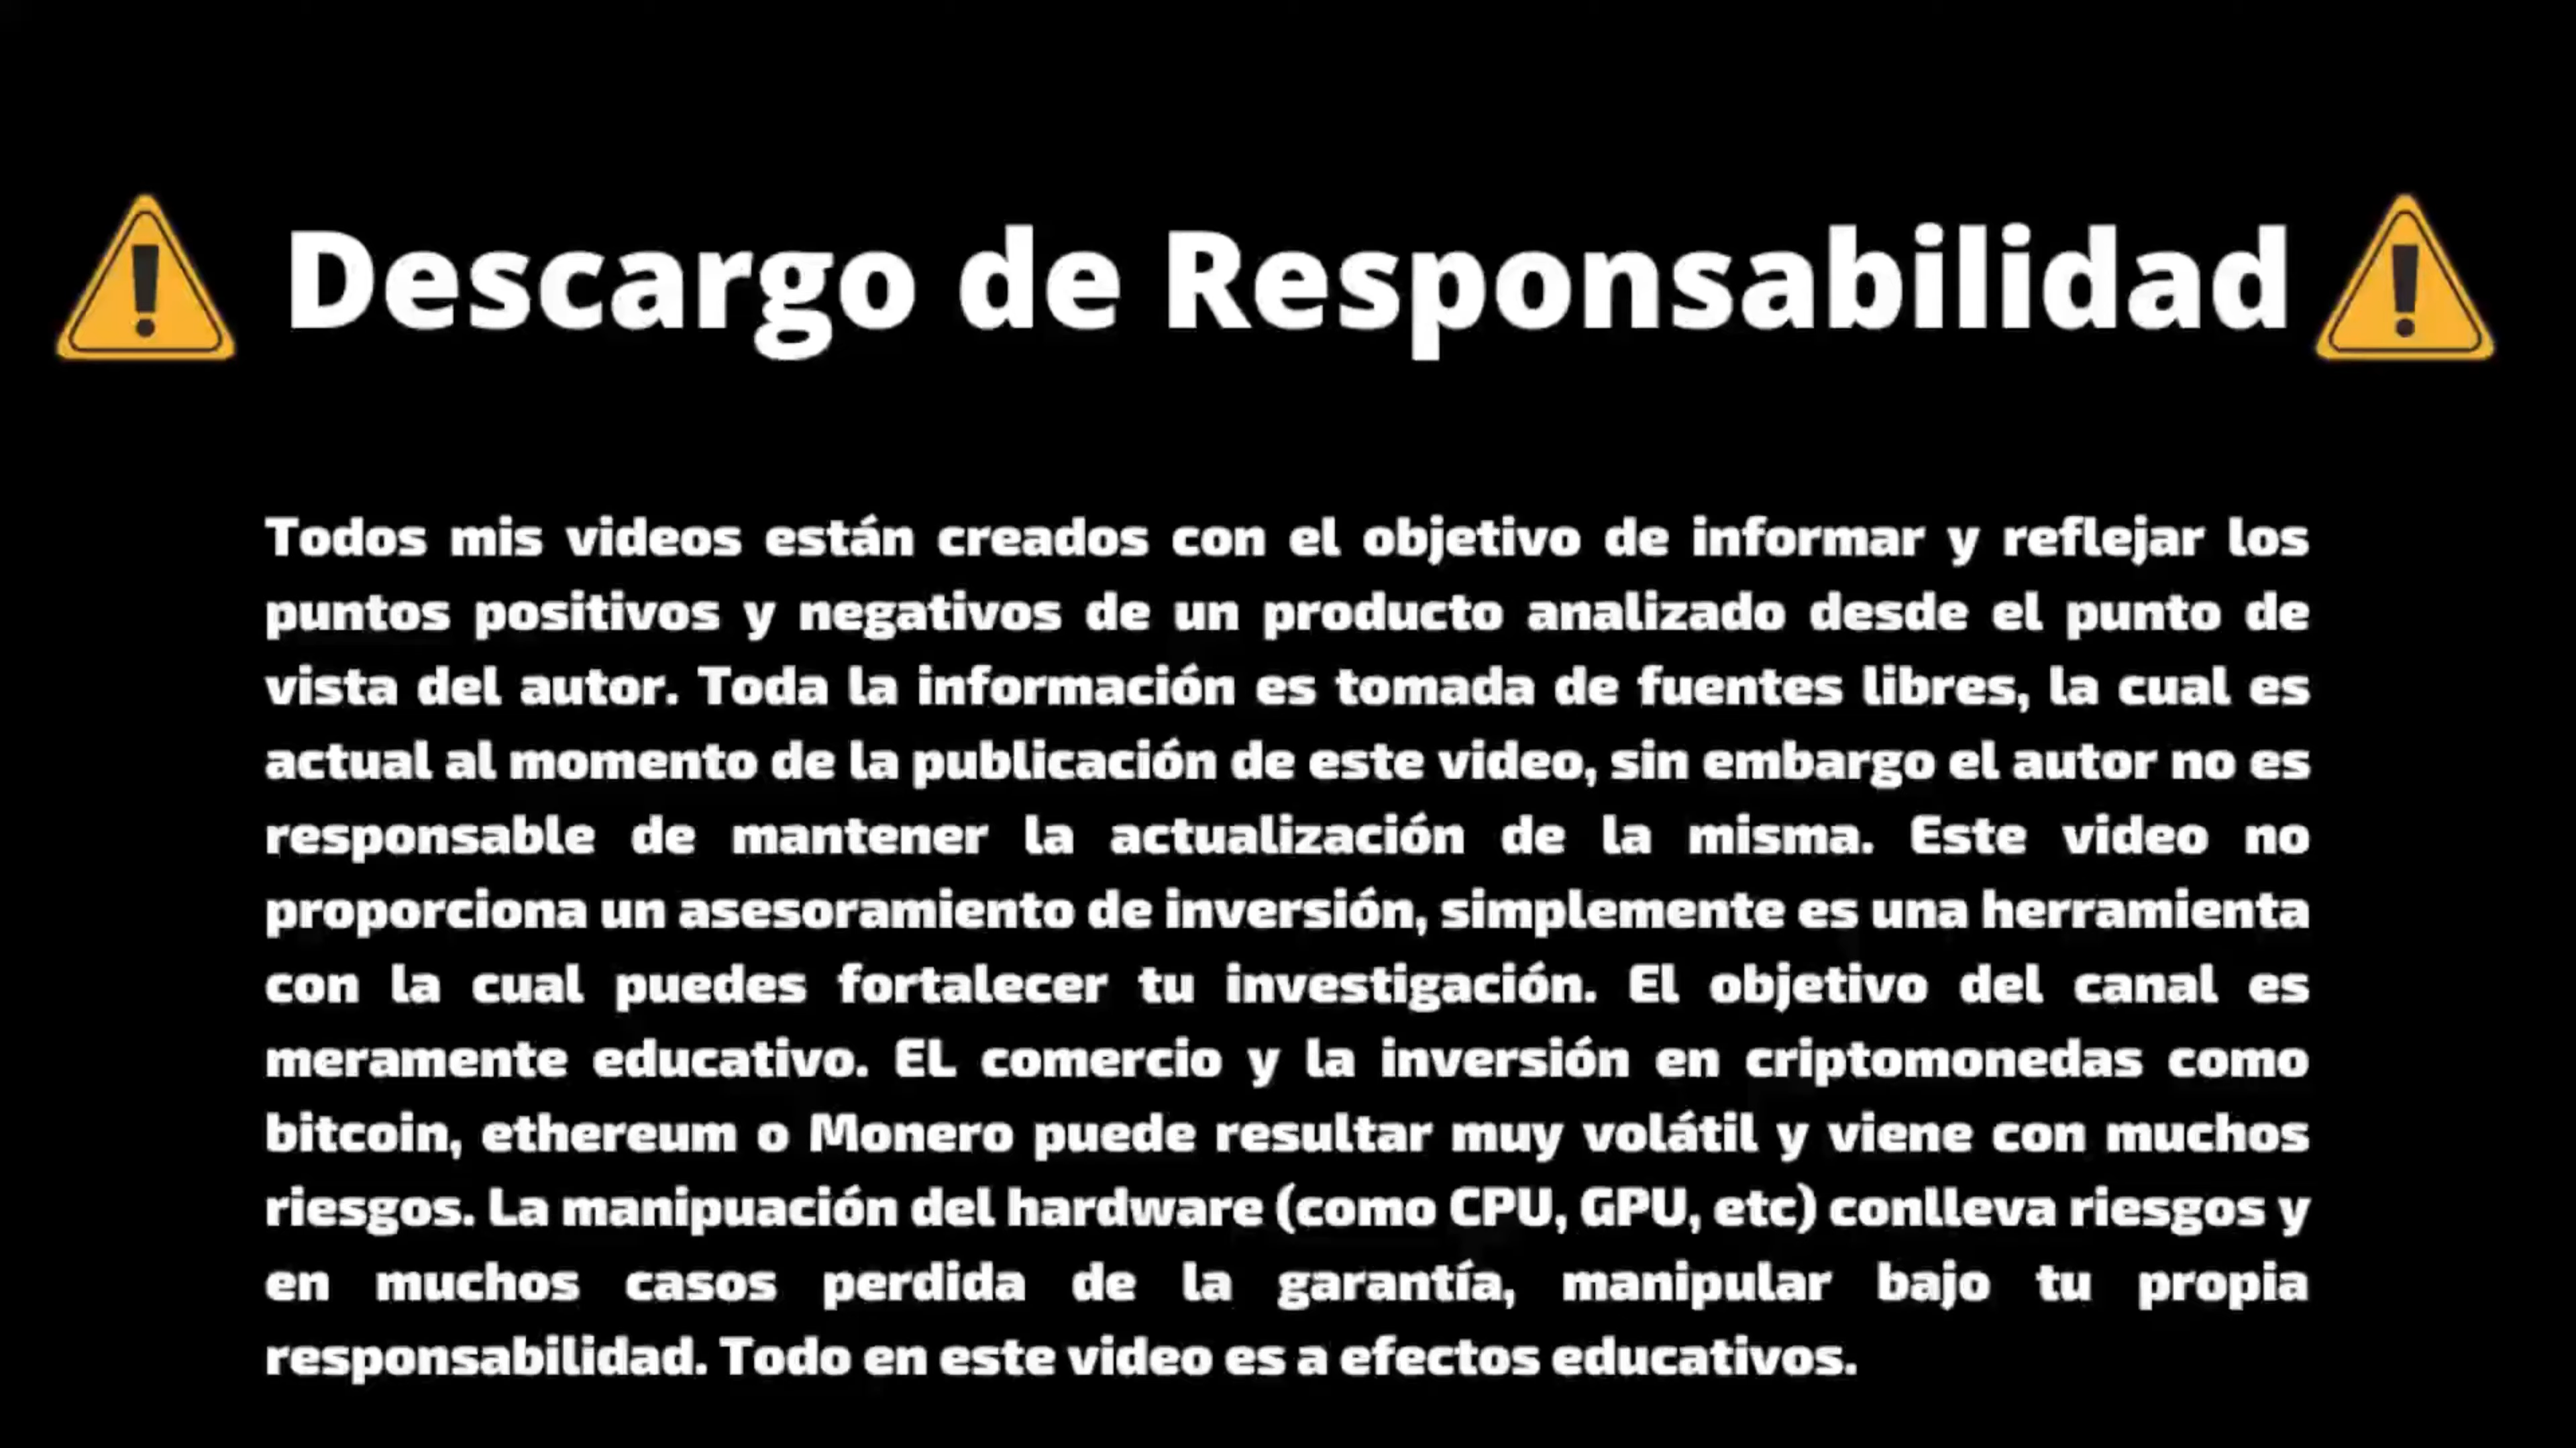 Descargo de Responsabilidad
Todos mis videos están creados con el objetivo de informar y reflejar los
puntos positivos y negativos de un producto analizado desde el punto de
vista del autor. Toda la información es tomada de fuentes libres, la cual es
actual al momento de la publicación de este video, sin embargo el autor no es
responsable de mantener la actualización de la misma. Este video no
proporciona un asesoramiento de inversión, simplemente es una herramienta
con la cual puedes fortalecer tu investigación. El objetivo del canal es
meramente educativo. EL comercio y la inversión en criptomonedas como
bitcoin, ethereum o Monero puede resultar muy volátil y viene con muchos
riesgos. La manipuación del hardware (como CPU, GPU, etc) conlleva riesgos y
en muchos casos perdida de la garantía, manipular bajo tu propia
responsabilidad. Todo en este video es a efectos educativos.